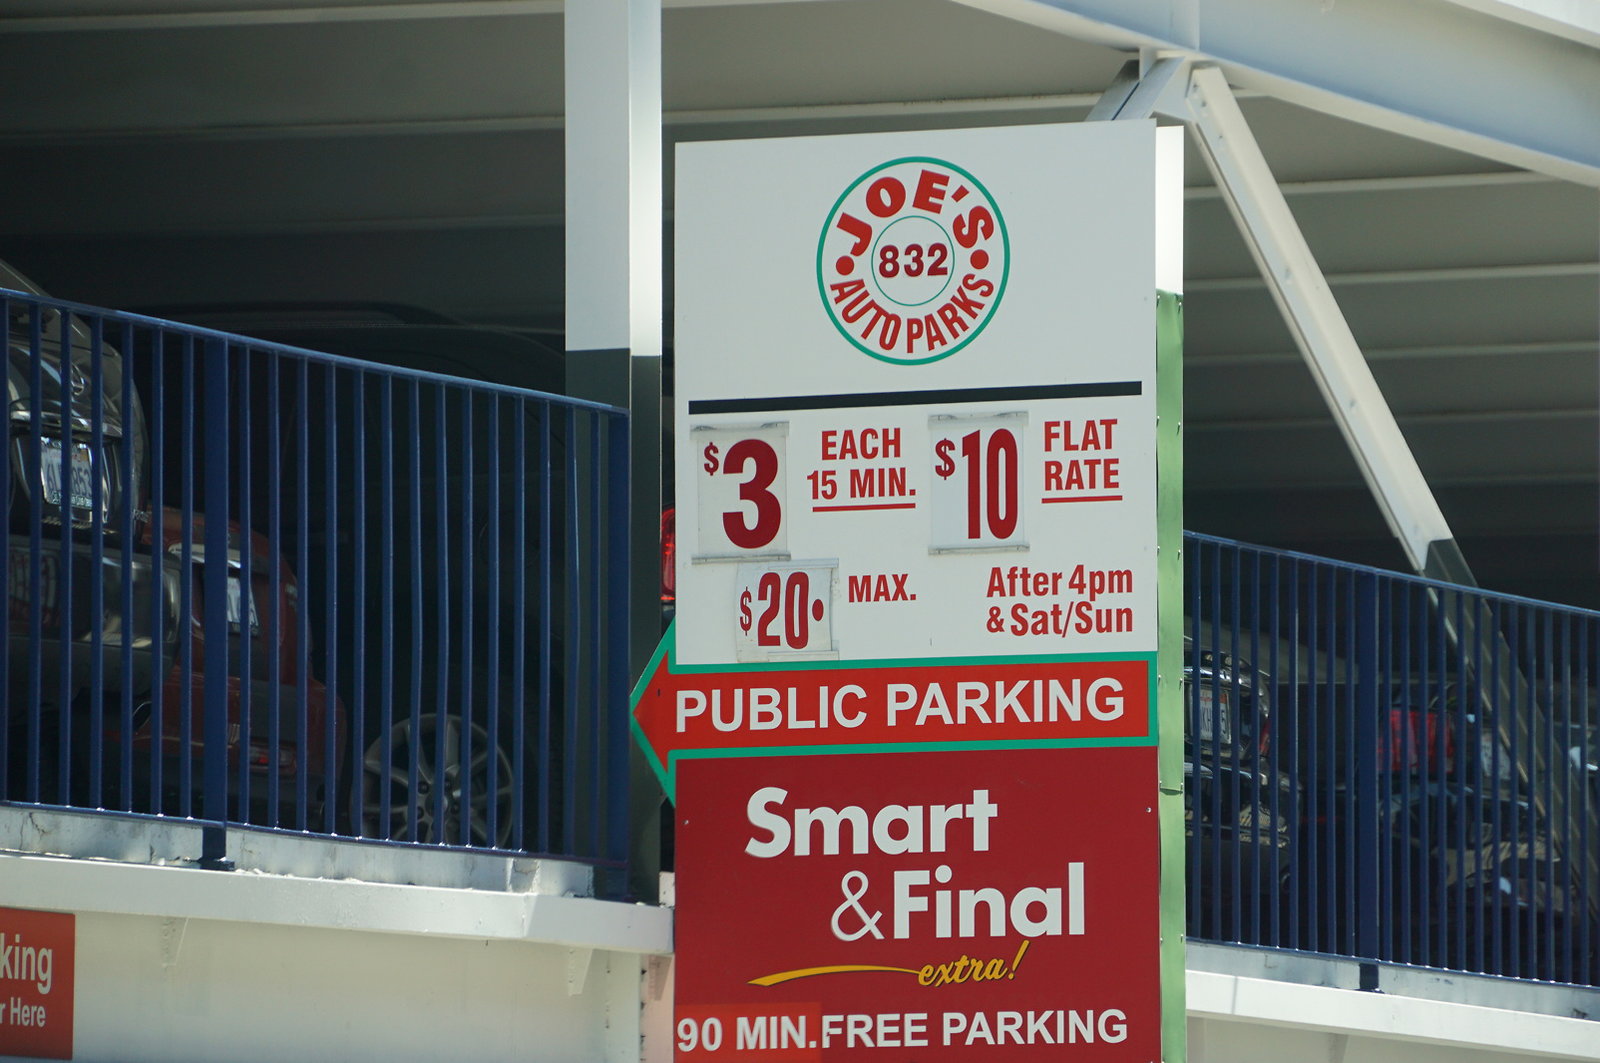 JOE'S
832
AUTO PARKS
$3 EACH 15 MIN.
$10 FLAT RATE
$20. MAX.
After 4pm
& Sat/Sun
PUBLIC PARKING
Smart
& Final
extra!
90 MIN. FREE PARKING
king
r Here